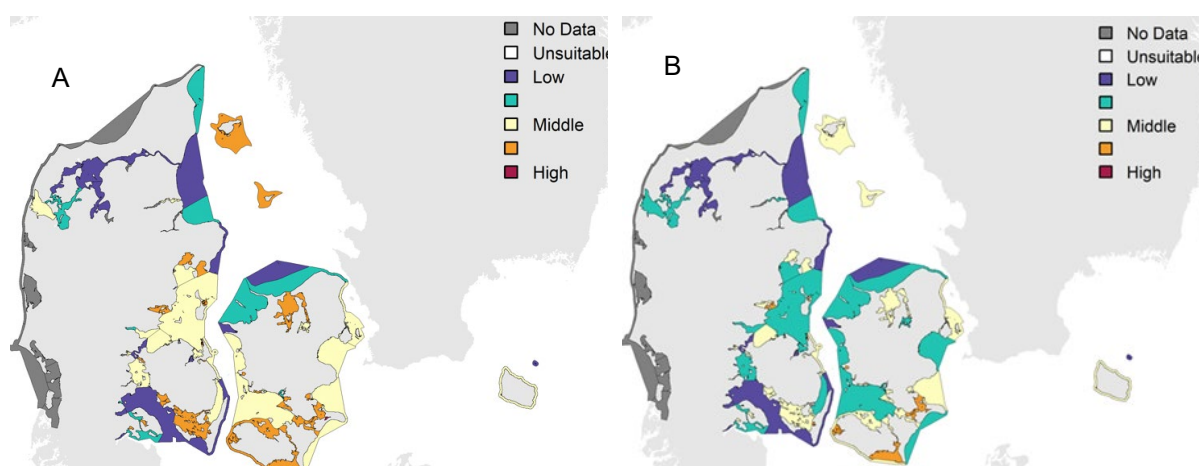 A
No Data
Unsuitable
Low
Middle
High
B
No Data
Unsuitable
Low
Middle
High